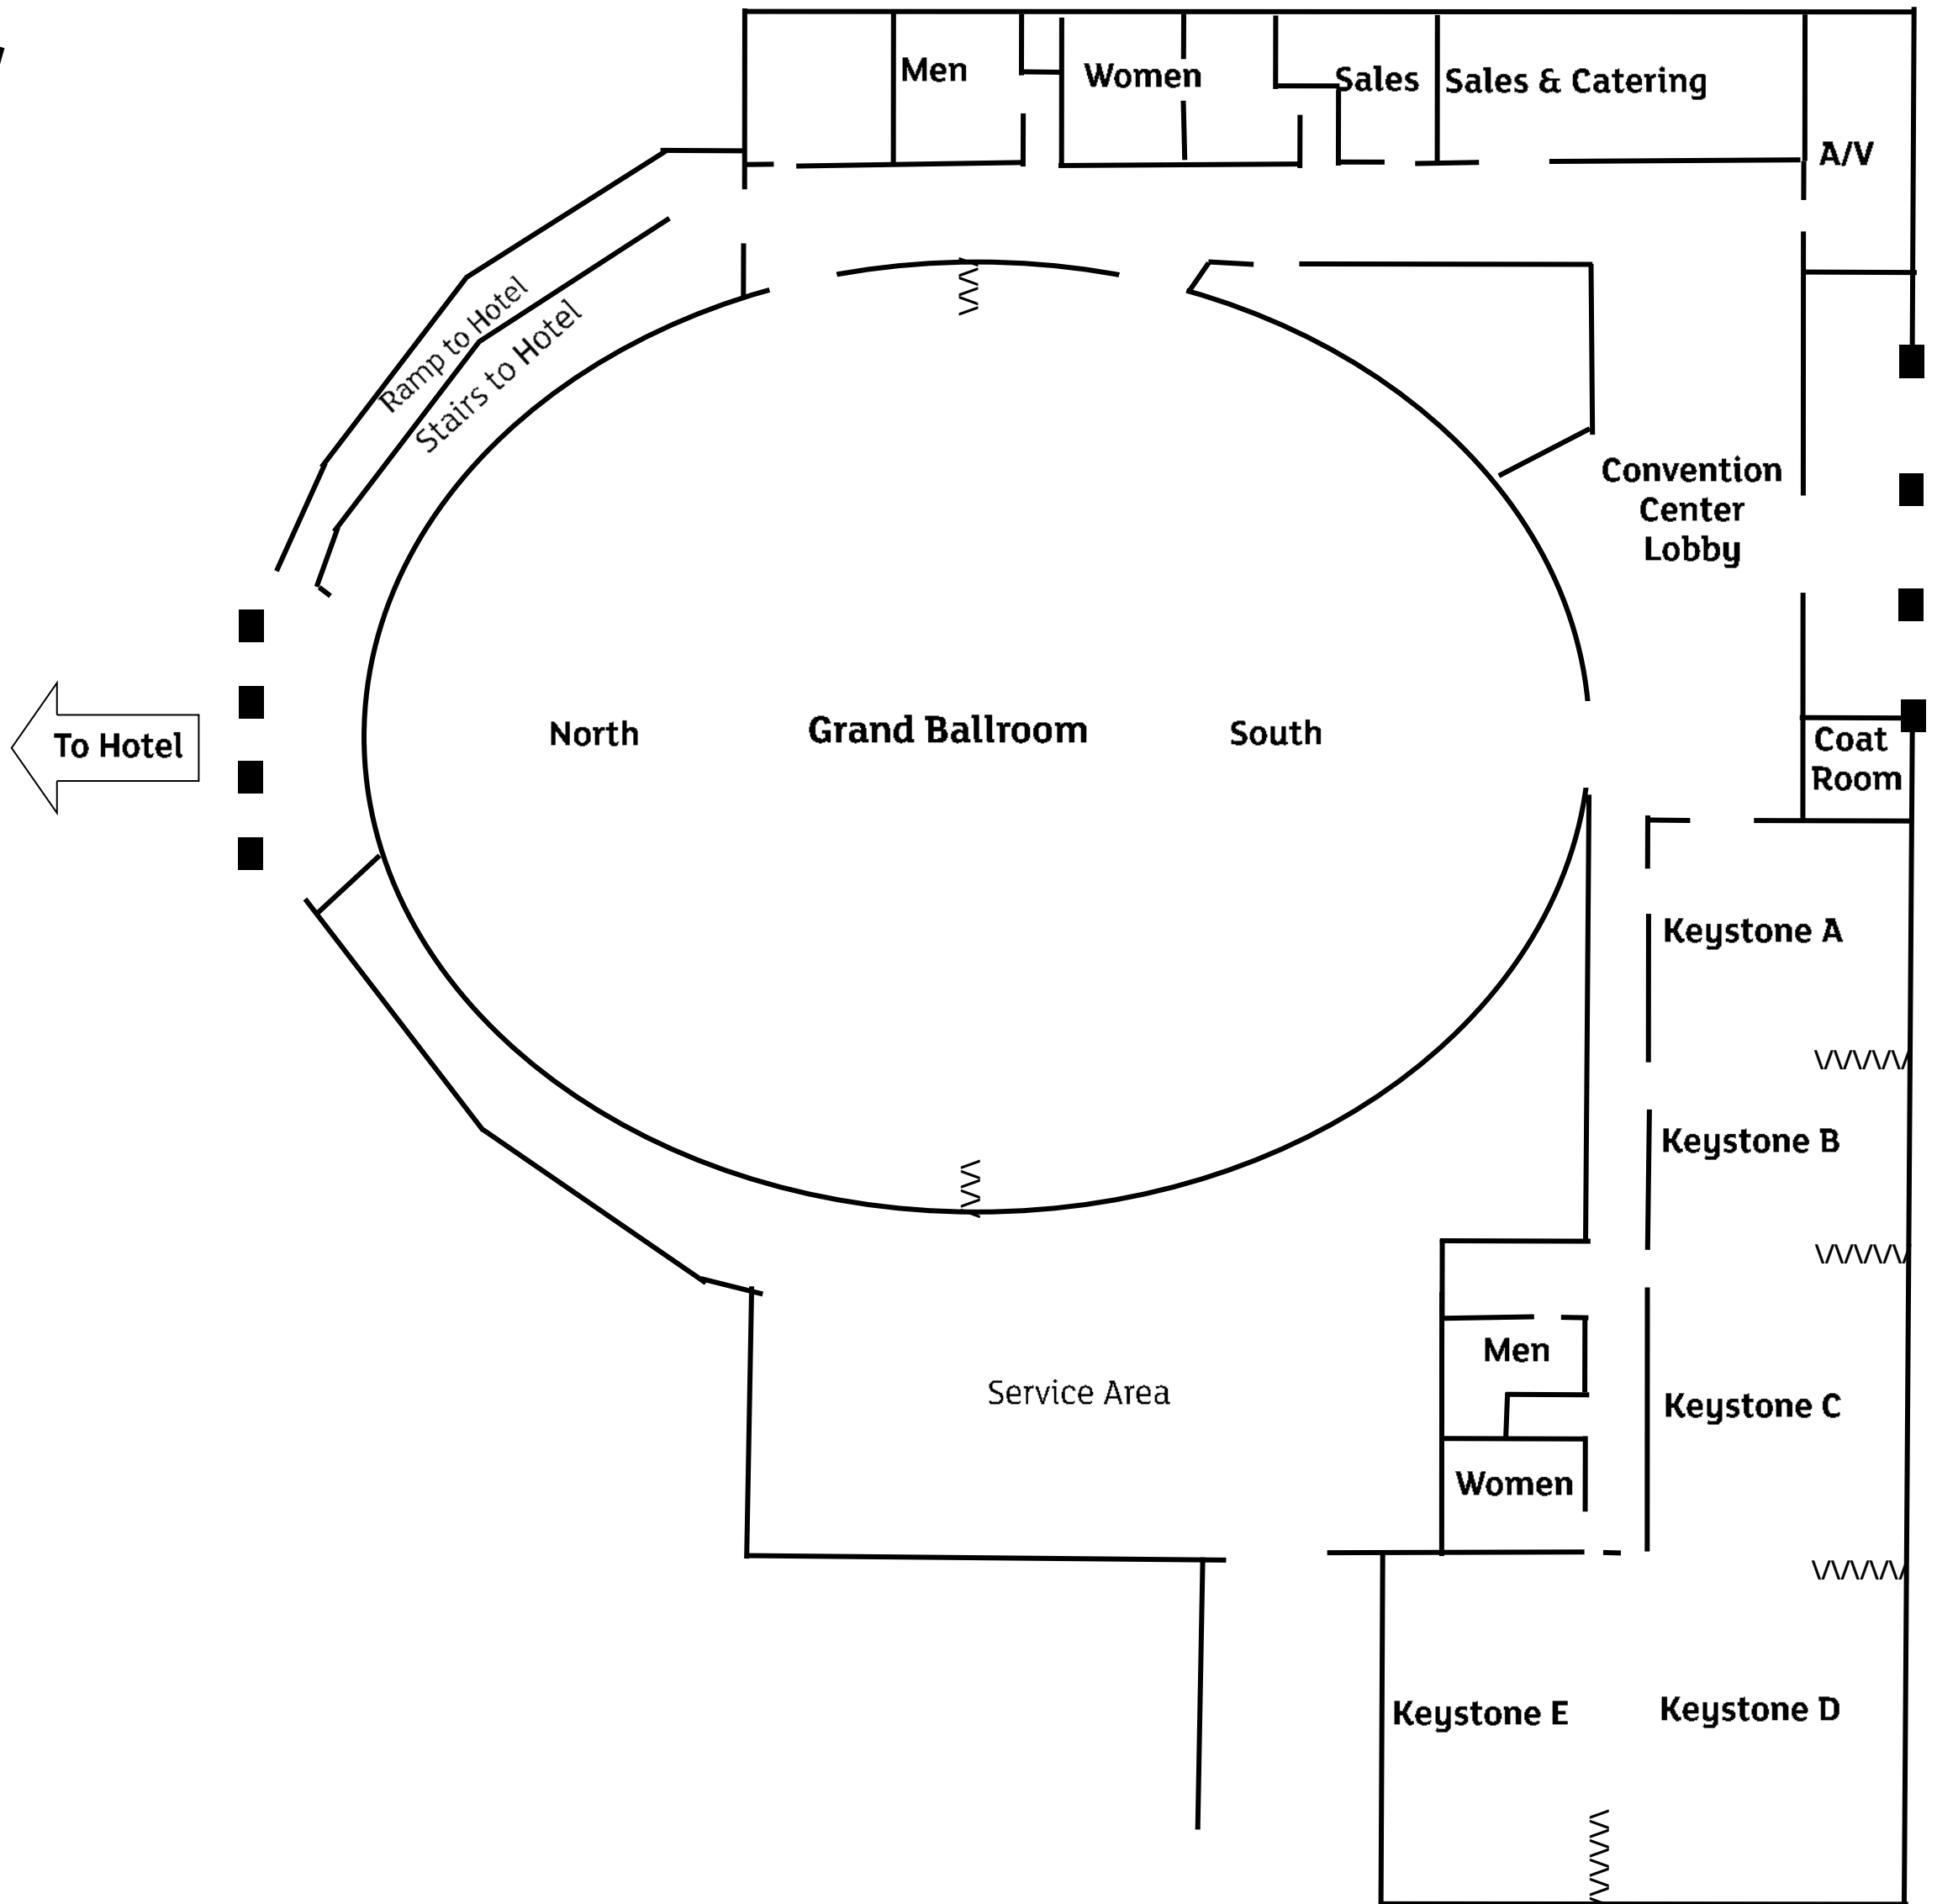 Men
Women
Sales
Sales & Catering
A/V
Ramp to Hotel
Stairs to Hotel
Convention
Center
Lobby
North
Grand Ballroom
South
To Hotel
Coat
Room
Keystone A
Keystone B
Men
Service Area
Keystone C
Women
Keystone E
Keystone D